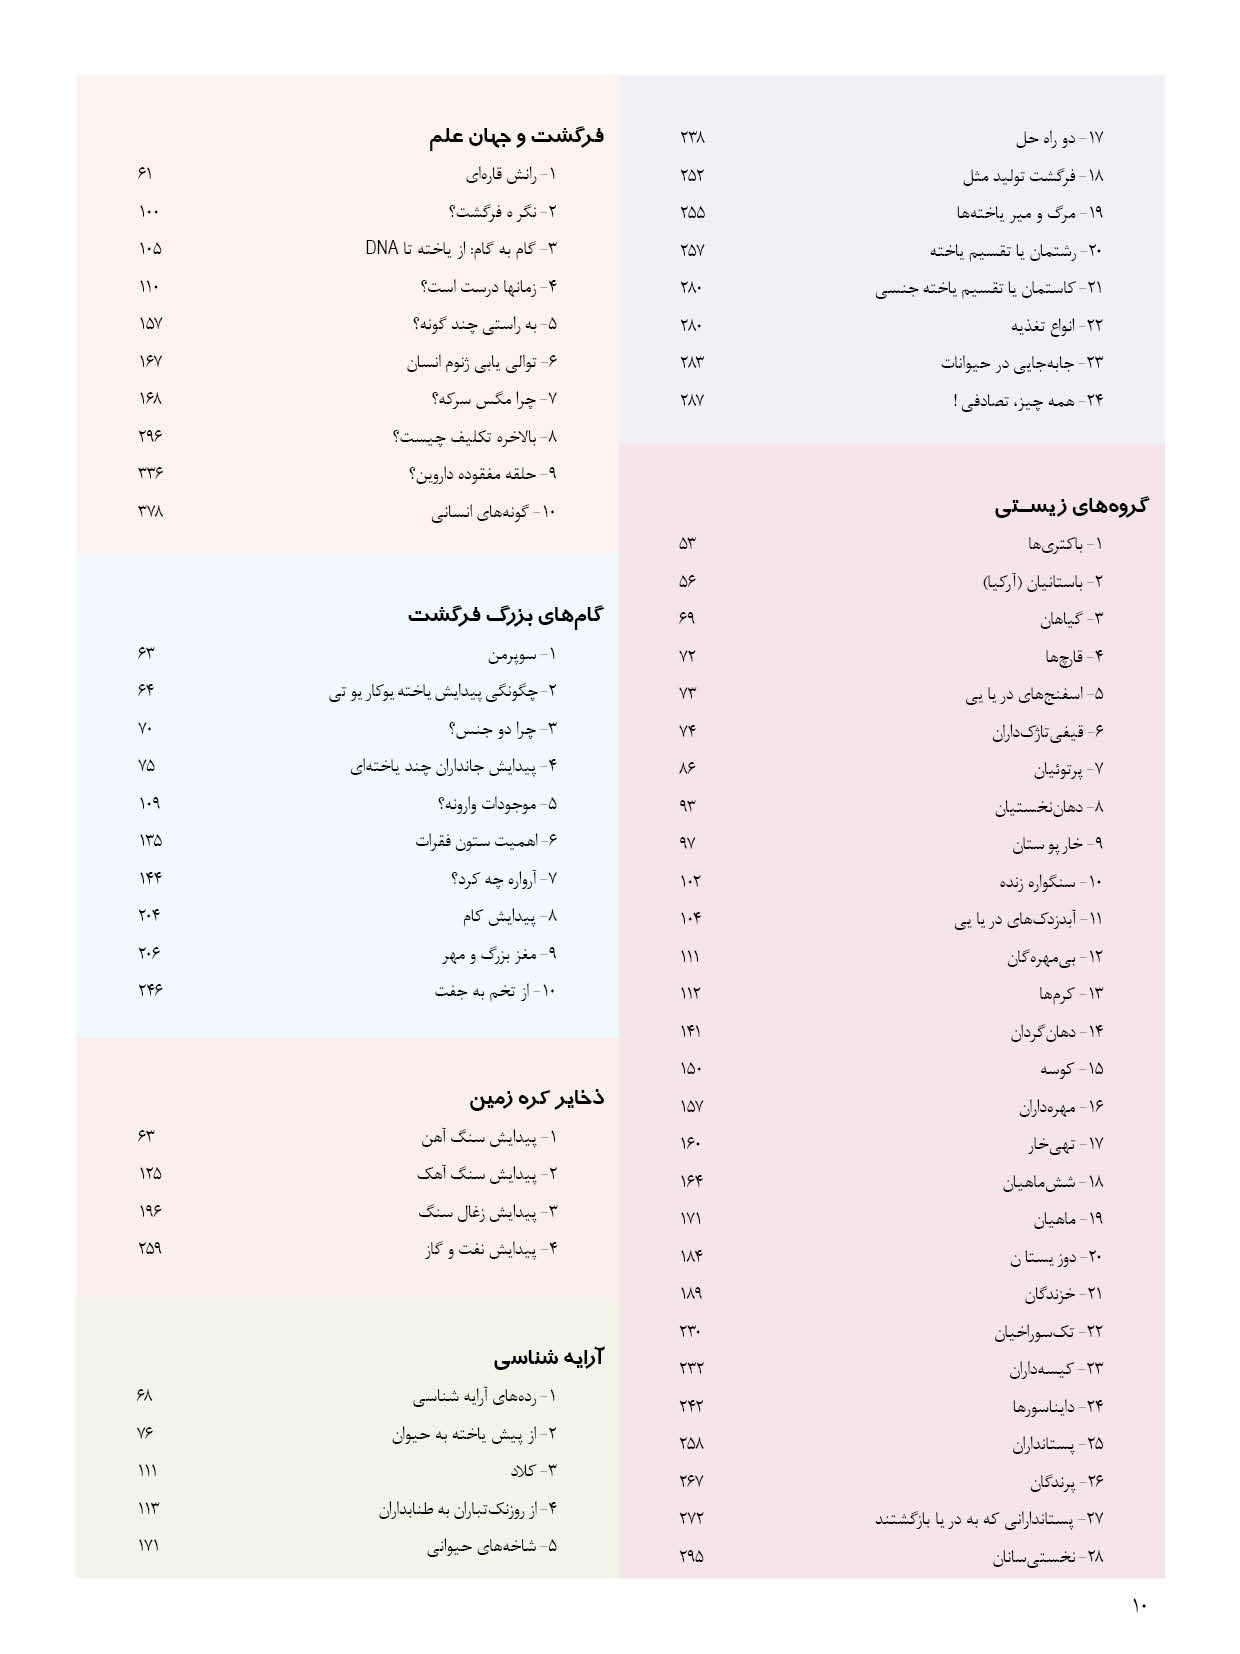 ۱۷- دو راه حل ۲۳۸
۱۸- فرگشت تولید مثل ۲۵۲
۱۹- مرگ و میر یاخته‌ها ۲۵۵
۲۰- رشتمان یا تقسیم یاخته ۲۵۷
۲۱- کاستمان یا تقسیم یاخته جنسی ۲۸۰
۲۲- انواع تغذیه ۲۸۰
۲۳- جابه‌جایی در حیوانات ۲۸۳
۲۴- همه چیز، تصادفی ! ۲۸۷
گروه‌های زیستی
۱- باکتری‌ها ۵۳
۲- باستانیان (آرکیا) ۵۶
۳- گیاهان ۶۹
۴- قارچ‌ها ۷۲
۵- اسفنج‌های دریایی ۷۳
۶- قیفی‌تاژک‌داران ۷۴
۷- پرتوئیان ۸۶
۸- دهان‌نخستیان ۹۳
۹- خارپوستان ۹۷
۱۰- سنگواره زنده ۱۰۲
۱۱- آبدزدک‌های دریایی ۱۰۴
۱۲- بی‌مهره‌گان ۱۱۱
۱۳- کرم‌ها ۱۱۲
۱۴- دهان‌گردان ۱۴۱
۱۵- کوسه ۱۵۰
۱۶- مهره‌داران ۱۵۷
۱۷- تهی‌خار ۱۶۰
۱۸- شش‌ماهیان ۱۶۴
۱۹- ماهیان ۱۷۱
۲۰- دوزیستان ۱۸۴
۲۱- خزندگان ۱۸۹
۲۲- تک‌سوراخیان ۲۳۰
۲۳- کیسه‌داران ۲۳۲
۲۴- دایناسورها ۲۴۲
۲۵- پستانداران ۲۵۸
۲۶- پرندگان ۲۶۷
۲۷- پستاندارانی که به دریا بازگشتند ۲۷۲
۲۸- نخستی‌سانان ۲۹۵
فرگشت و جهان علم
۱- رانش قاره‌ای ۶۱
۲- نگره فرگشت؟ ۱۰۰
۳- گام به گام: از یاخته تا DNA ۱۰۵
۴- زمانها درست است؟ ۱۱۰
۵- به راستی چند گونه؟ ۱۵۷
۶- توالی یابی ژنوم انسان ۱۶۷
۷- چرا مگس سرکه؟ ۱۶۸
۸- بالاخره تکلیف چیست؟ ۲۹۶
۹- حلقه مفقوده داروین؟ ۳۳۶
۱۰- گونه‌های انسانی ۳۷۸
گام‌های بزرگ فرگشت
۱- سوپرمن ۶۳
۲- چگونگی پیدایش یاخته یوکاریوتی ۶۴
۳- چرا دو جنس؟ ۷۰
۴- پیدایش جانداران چند یاخته‌ای ۷۵
۵- موجودات وارونه؟ ۱۰۹
۶- اهمیت ستون فقرات ۱۳۵
۷- آرواره چه کرد؟ ۱۴۴
۸- پیدایش کام ۲۰۴
۹- مغز بزرگ و مهر ۲۰۶
۱۰- از تخم به جفت ۲۴۶
ذخایر کره زمین
۱- پیدایش سنگ آهن ۶۳
۲- پیدایش سنگ آهک ۱۲۵
۳- پیدایش زغال سنگ ۱۹۶
۴- پیدایش نفت و گاز ۲۵۹
آرایه شناسی
۱- رده‌های آرایه شناسی ۶۸
۲- از پیش یاخته به حیوان ۷۶
۳- کلاد ۱۱۱
۴- از روزنک‌تباران به طنابداران ۱۱۳
۵- شاخه‌های حیوانی ۱۷۱
۱۰